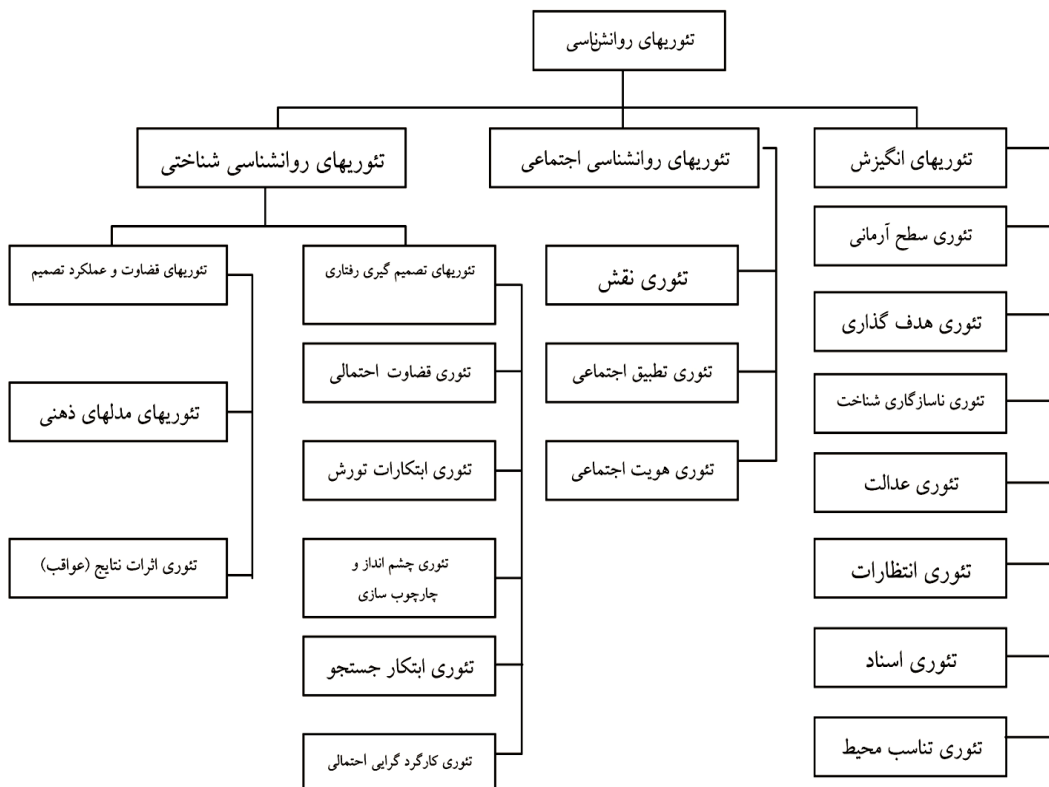 تئوریهای روانشناسی
تئوریهای انگیزش
تئوریهای روانشناسی اجتماعی
تئوریهای روانشناسی شناختی
تئوری سطح آرمانی
تئوری هدف گذاری
تئوری ناسازگاری شناخت
تئوری عدالت
تئوری انتظارات
تئوری اسناد
تئوری تناسب محیط
تئوری نقش
تئوری تطبیق اجتماعی
تئوری هویت اجتماعی
تئوریهای تصمیم گیری رفتاری
تئوری قضاوت احتمالی
تئوری ابتکارات تورش
تئوری چشم انداز و
چارچوب سازی
تئوری ابتکار جستجو
تئوری کارگرد گرایی احتمالی
تئوریهای قضاوت و عملکرد تصمیم
تئوریهای مدلهای ذهنی
تئوری اثرات نتایج (عواقب)